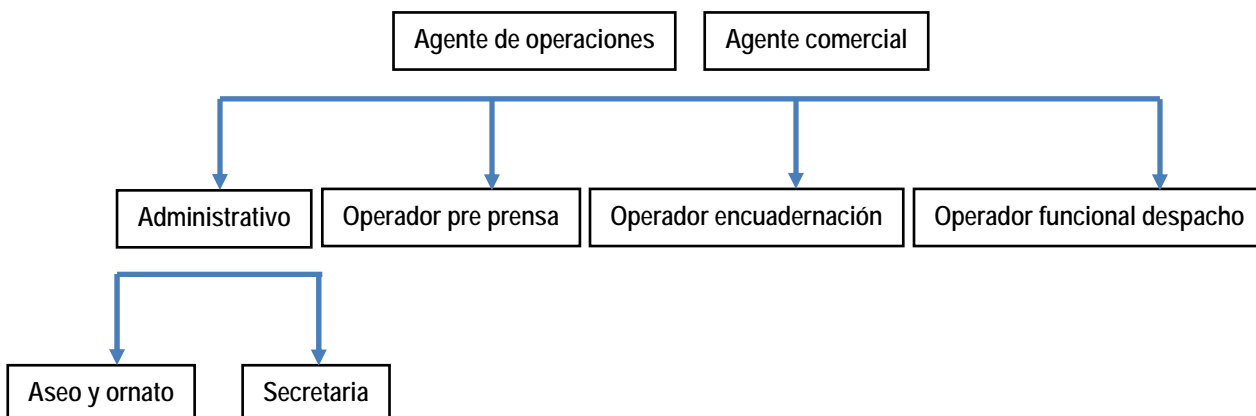 Agente de operaciones
Agente comercial
Administrativo
Operador pre prensa
Operador encuadernación
Operador funcional despacho
Aseo y ornato
Secretaria